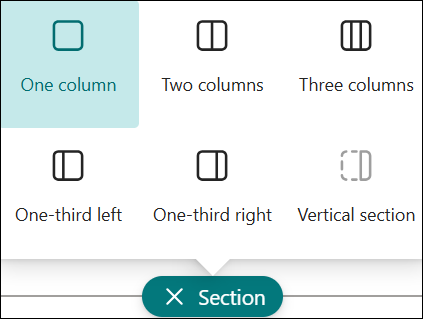 One column
Two columns
Three columns
One-third left
One-third right
Vertical section
Section